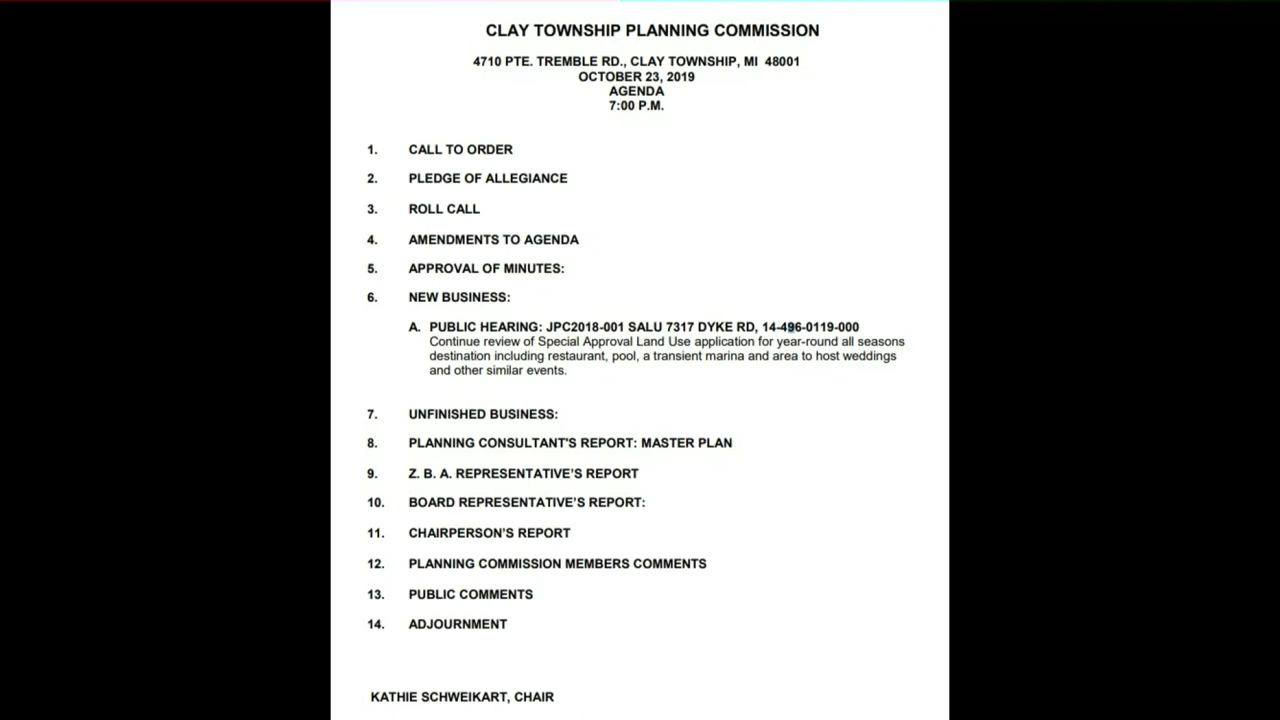 CLAY TOWNSHIP PLANNING COMMISSION
4710 PTE. TREMBLE RD., CLAY TOWNSHIP, MI 48001
OCTOBER 23, 2019
AGENDA
7:00 P.M.
1. CALL TO ORDER
2. PLEDGE OF ALLEGIANCE
3. ROLL CALL
4. AMENDMENTS TO AGENDA
5. APPROVAL OF MINUTES:
6. NEW BUSINESS:
A. PUBLIC HEARING: JPC2018-001 SALU 7317 DYKE RD, 14-496-0119-000
Continue review of Special Approval Land Use application for year-round all seasons
destination including restaurant, pool, a transient marina and area to host weddings
and other similar events.
7. UNFINISHED BUSINESS:
8. PLANNING CONSULTANT'S REPORT: MASTER PLAN
9. Z. B. A. REPRESENTATIVE’S REPORT
10. BOARD REPRESENTATIVE’S REPORT:
11. CHAIRPERSON’S REPORT
12. PLANNING COMMISSION MEMBERS COMMENTS
13. PUBLIC COMMENTS
14. ADJOURNMENT
KATHIE SCHWEIKART, CHAIR